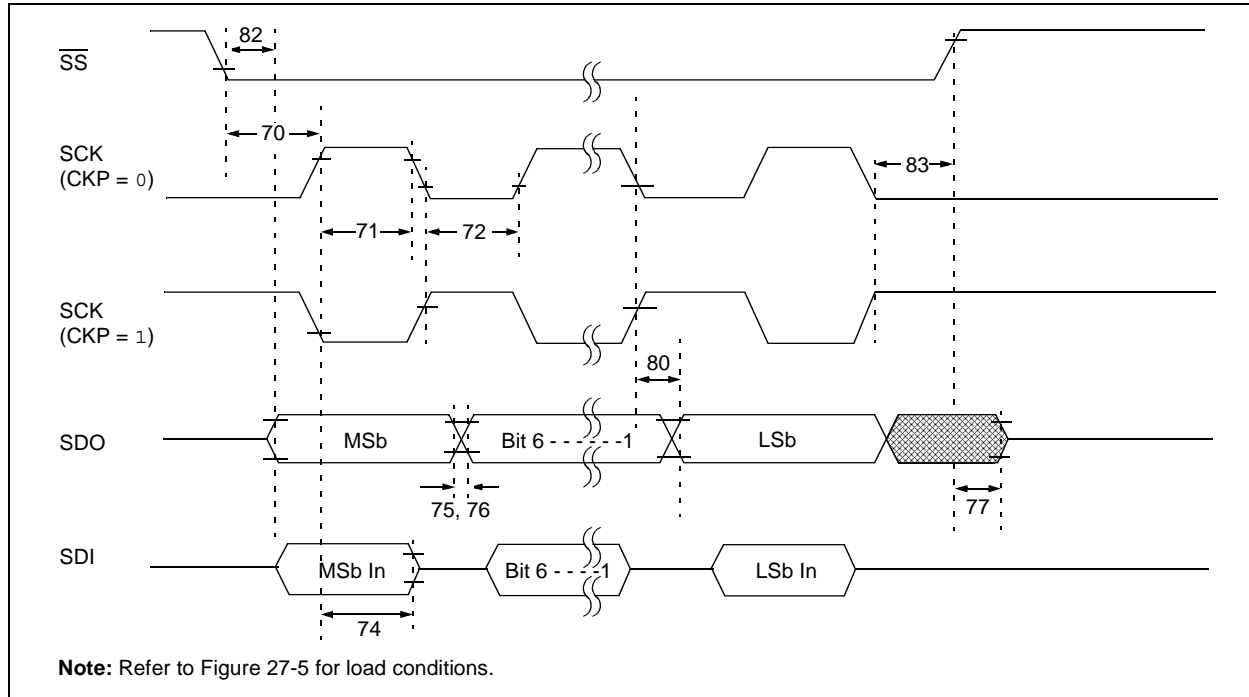 82
SS
70
SCK
(CKP = 0)
83
71
72
SCK
(CKP = 1)
80
SDO
MSb
Bit 6 - - - - - -1
LSb
75, 76
77
SDI
MSb In
Bit 6 - - - -1
LSb In
74
Note: Refer to Figure 27-5 for load conditions.